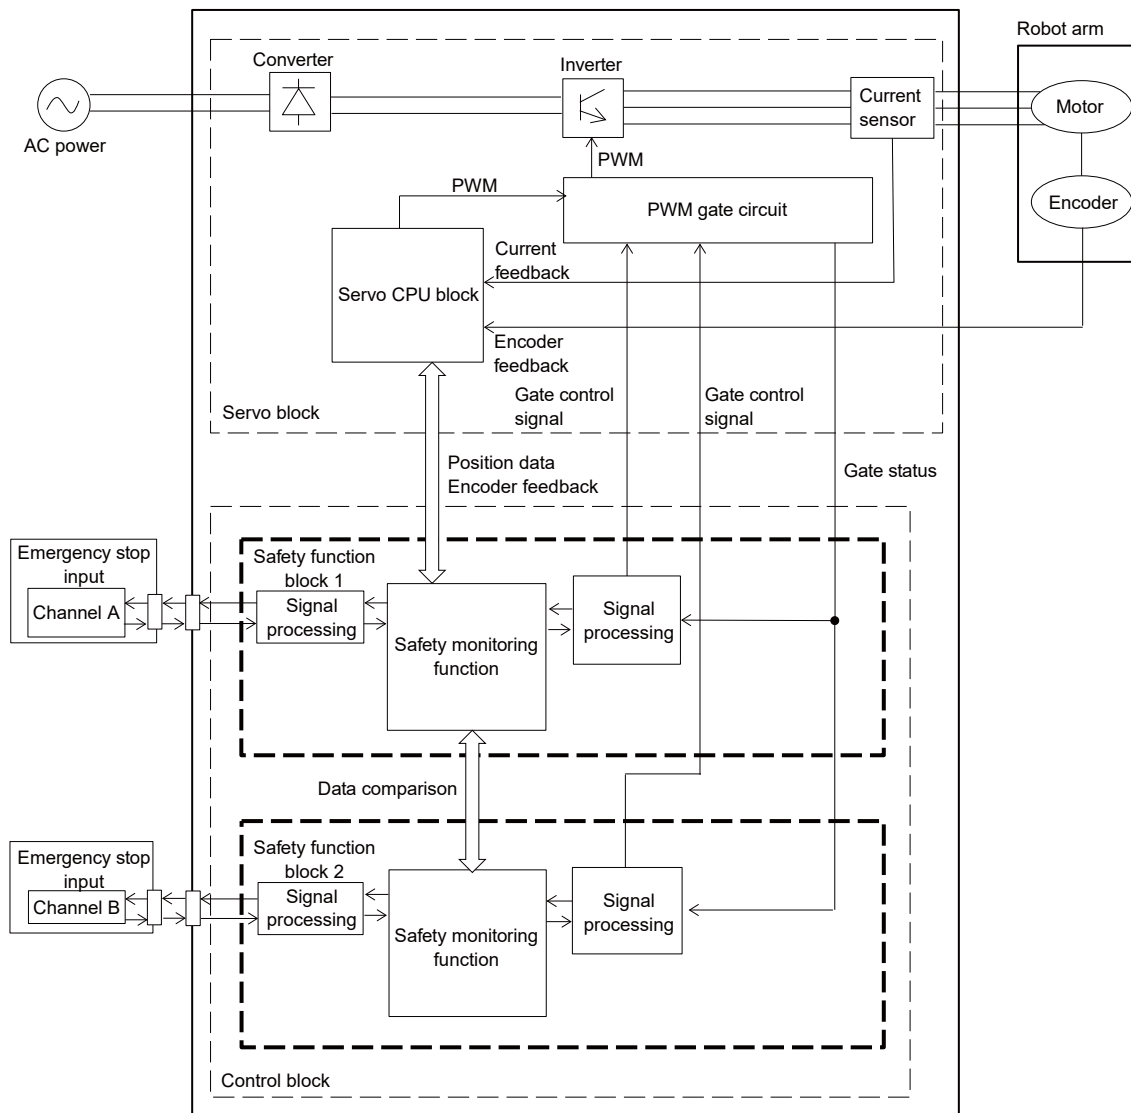 Robot arm
Converter
Inverter
Current
sensor
Motor
AC power
PWM
PWM
PWM gate circuit
Encoder
Current
feedback
Servo CPU block
Encoder
feedback
Gate control
signal
Gate control
signal
Servo block
Position data
Encoder feedback
Gate status
Emergency stop
input
Channel A
Safety function
block 1
Signal
processing
Safety monitoring
function
Signal
processing
Data comparison
Emergency stop
input
Channel B
Safety function
block 2
Signal
processing
Safety monitoring
function
Signal
processing
Control block